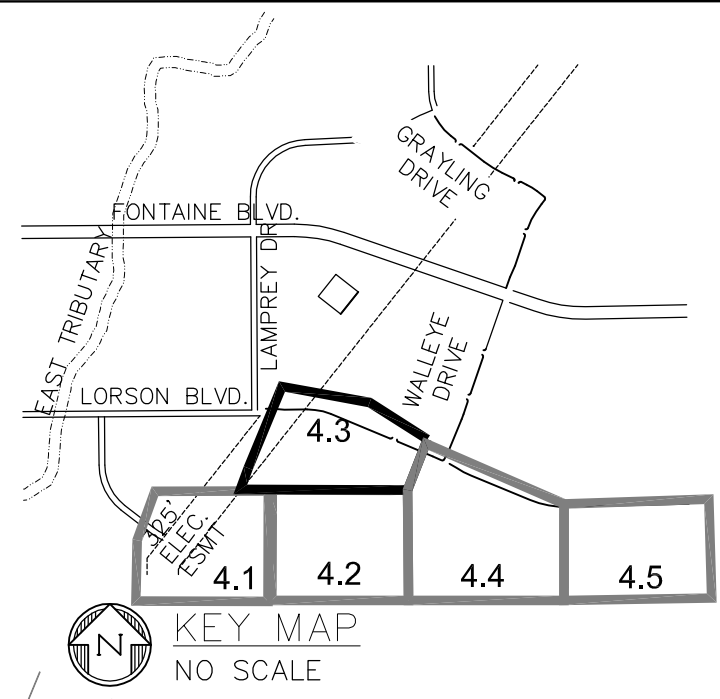 GRAYLING
DRIVE
FONTAINE BLVD.
EAST TRIBUTARY
LAMPREY DR
WALLEYE
DRIVE
LORSON BLVD.
4.3
325'
ELEC.
ESMT
4.1
4.2
4.4
4.5
N
KEY MAP
NO SCALE